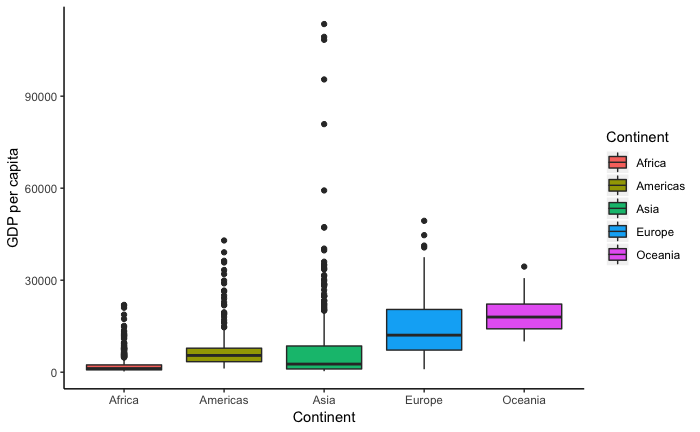 GDP per capita
90000
60000
30000
0
Africa
Americas
Asia
Europe
Oceania
Continent
Continent
Africa
Americas
Asia
Europe
Oceania